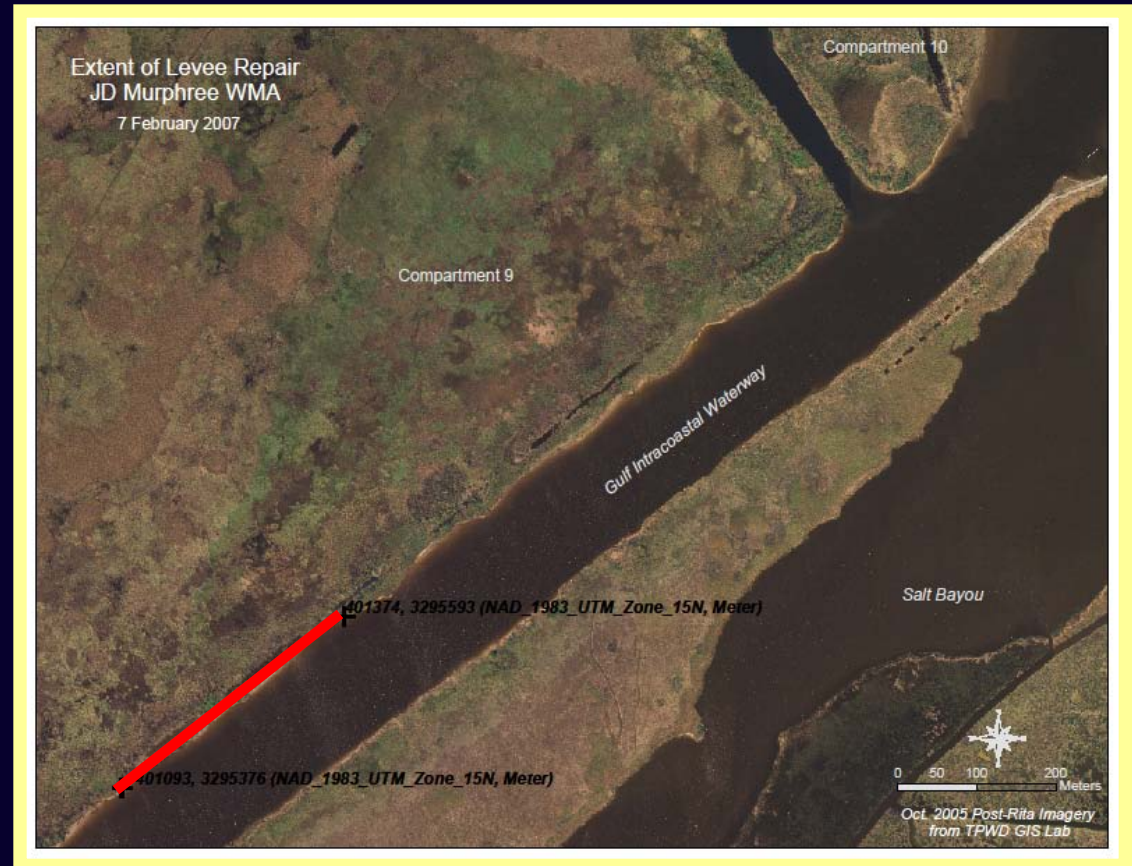 Extent of Levee Repair
JD Murphree WMA
7 February 2007
Compartment 10
Compartment 9
Gulf Intracoastal Waterway
401374, 3295593 (NAD_1983_UTM_Zone_15N, Meter)
Salt Bayou
401093, 3295376 (NAD_1983_UTM_Zone_15N, Meter)
0 50 100 200
Meters
Oct. 2005 Post-Rita Imagery
from TPWD GIS Lab